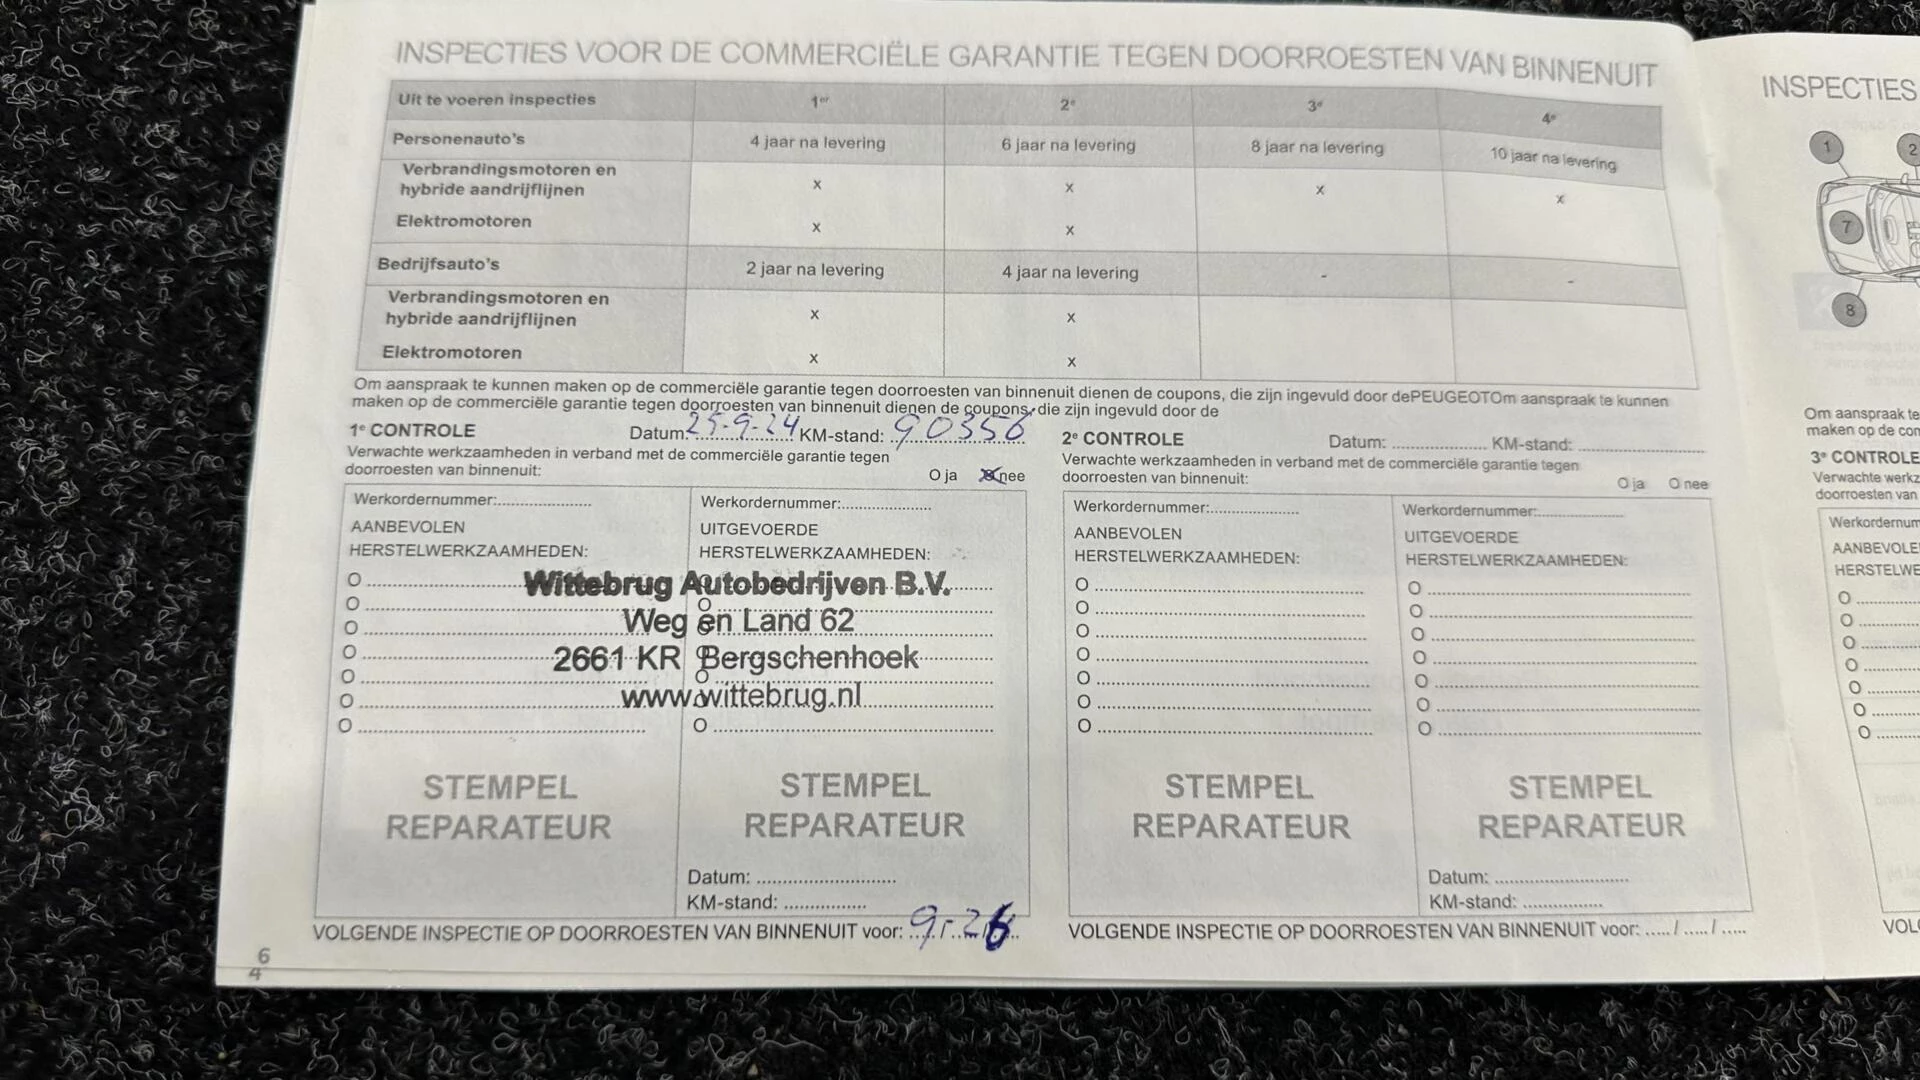 INSPECTIES VOOR DE COMMERCIËLE GARANTIE TEGEN DOORROESTEN VAN BINNENUIT
Uit te voeren inspecties 1er 2e 3e 4e
Personenauto's 4 jaar na levering 6 jaar na levering 8 jaar na levering 10 jaar na levering
Verbrandingsmotoren en
hybride aandrijflijnen x x x x
Elektromotoren x x
Bedrijfsauto's 2 jaar na levering 4 jaar na levering - -
Verbrandingsmotoren en
hybride aandrijflijnen x x
Elektromotoren x x
Om aanspraak te kunnen maken op de commerciële garantie tegen doorroesten van binnenuit dienen de coupons, die zijn ingevuld door dePEUGEOTOm aanspraak te kunnen
maken op de commerciële garantie tegen doorroesten van binnenuit dienen de coupons, die zijn ingevuld door de
1e CONTROLE Datum: 25-9-24 KM-stand: 90356
Verwachte werkzaamheden in verband met de commerciële garantie tegen
doorroesten van binnenuit: O ja O nee
Werkordernummer: Werkordernummer:
AANBEVOLEN UITGEVOERDE
HERSTELWERKZAAMHEDEN: HERSTELWERKZAAMHEDEN:
Wittebrug Autobedrijven B.V.
Weg en Land 62
2661 KR Bergschenhoek
www.wittebrug.nl
STEMPEL STEMPEL
REPARATEUR REPARATEUR
Datum:
KM-stand:
VOLGENDE INSPECTIE OP DOORROESTEN VAN BINNENUIT voor: 9-26
2e CONTROLE Datum: KM-stand:
Verwachte werkzaamheden in verband met de commerciële garantie tegen
doorroesten van binnenuit: O ja O nee
Werkordernummer: Werkordernummer:
AANBEVOLEN UITGEVOERDE
HERSTELWERKZAAMHEDEN: HERSTELWERKZAAMHEDEN:
STEMPEL STEMPEL
REPARATEUR REPARATEUR
Datum:
KM-stand:
VOLGENDE INSPECTIE OP DOORROESTEN VAN BINNENUIT voor: ..... / ..... / .....
6
4
INSPECTIES
1 2
7
8
Om aanspraak te
maken op de
3e CONTROLE
Verwachte
doorroesten van